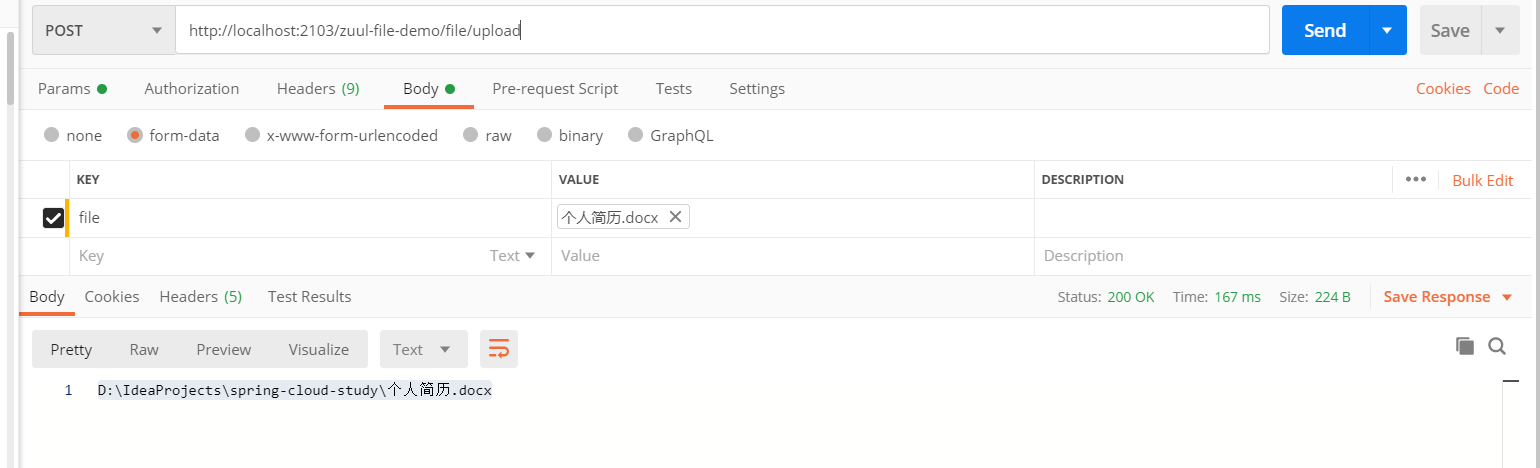 POST http://localhost:2103/zuul-file-demo/file/upload Send Save
Params Authorization Headers (9) Body Pre-request Script Tests Settings Cookies Code
none form-data x-www-form-urlencoded raw binary GraphQL
KEY VALUE DESCRIPTION ••• Bulk Edit
file 个人简历.docx
Key Text Value Description
Body Cookies Headers (5) Test Results Status: 200 OK Time: 167 ms Size: 224 B Save Response
Pretty Raw Preview Visualize Text
1 D:\IdeaProjects\spring-cloud-study\个人简历.docx